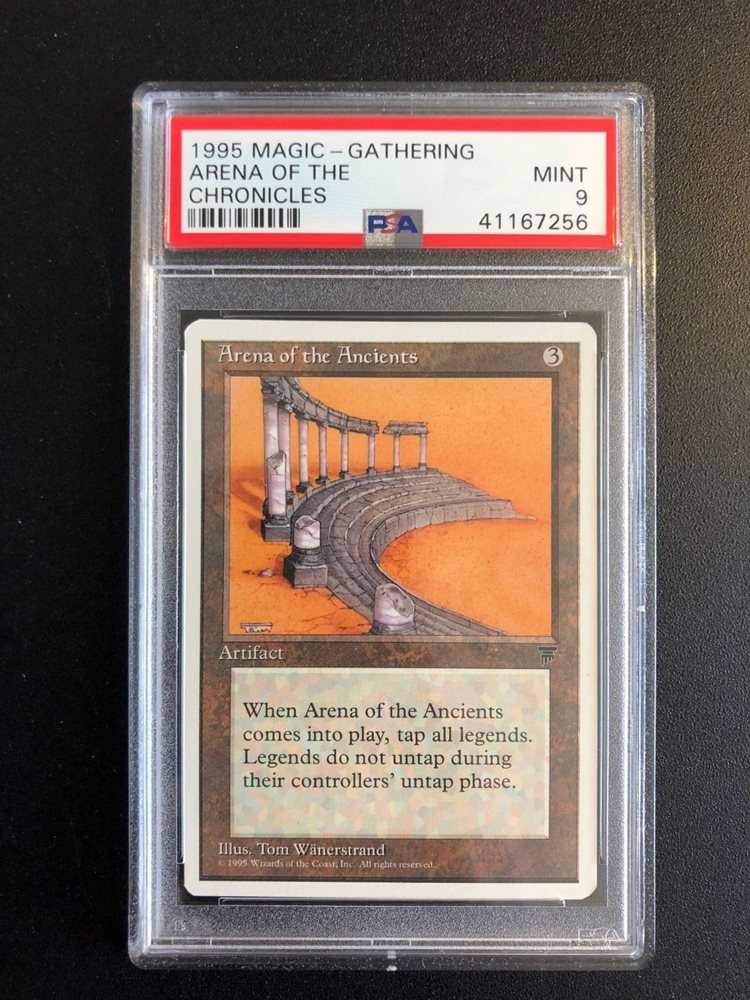 1995 MAGIC - GATHERING
ARENA OF THE
MINT
CHRONICLES
9
PSA
41167256
Arena of the Ancients
3
TWM
Artifact
When Arena of the Ancients
comes into play, tap all legends.
Legends do not untap during
their controllers' untap phase.
Illus. Tom Wänerstrand
© 1995 Wizards of the Coast, Inc. All rights reserved.
PSA